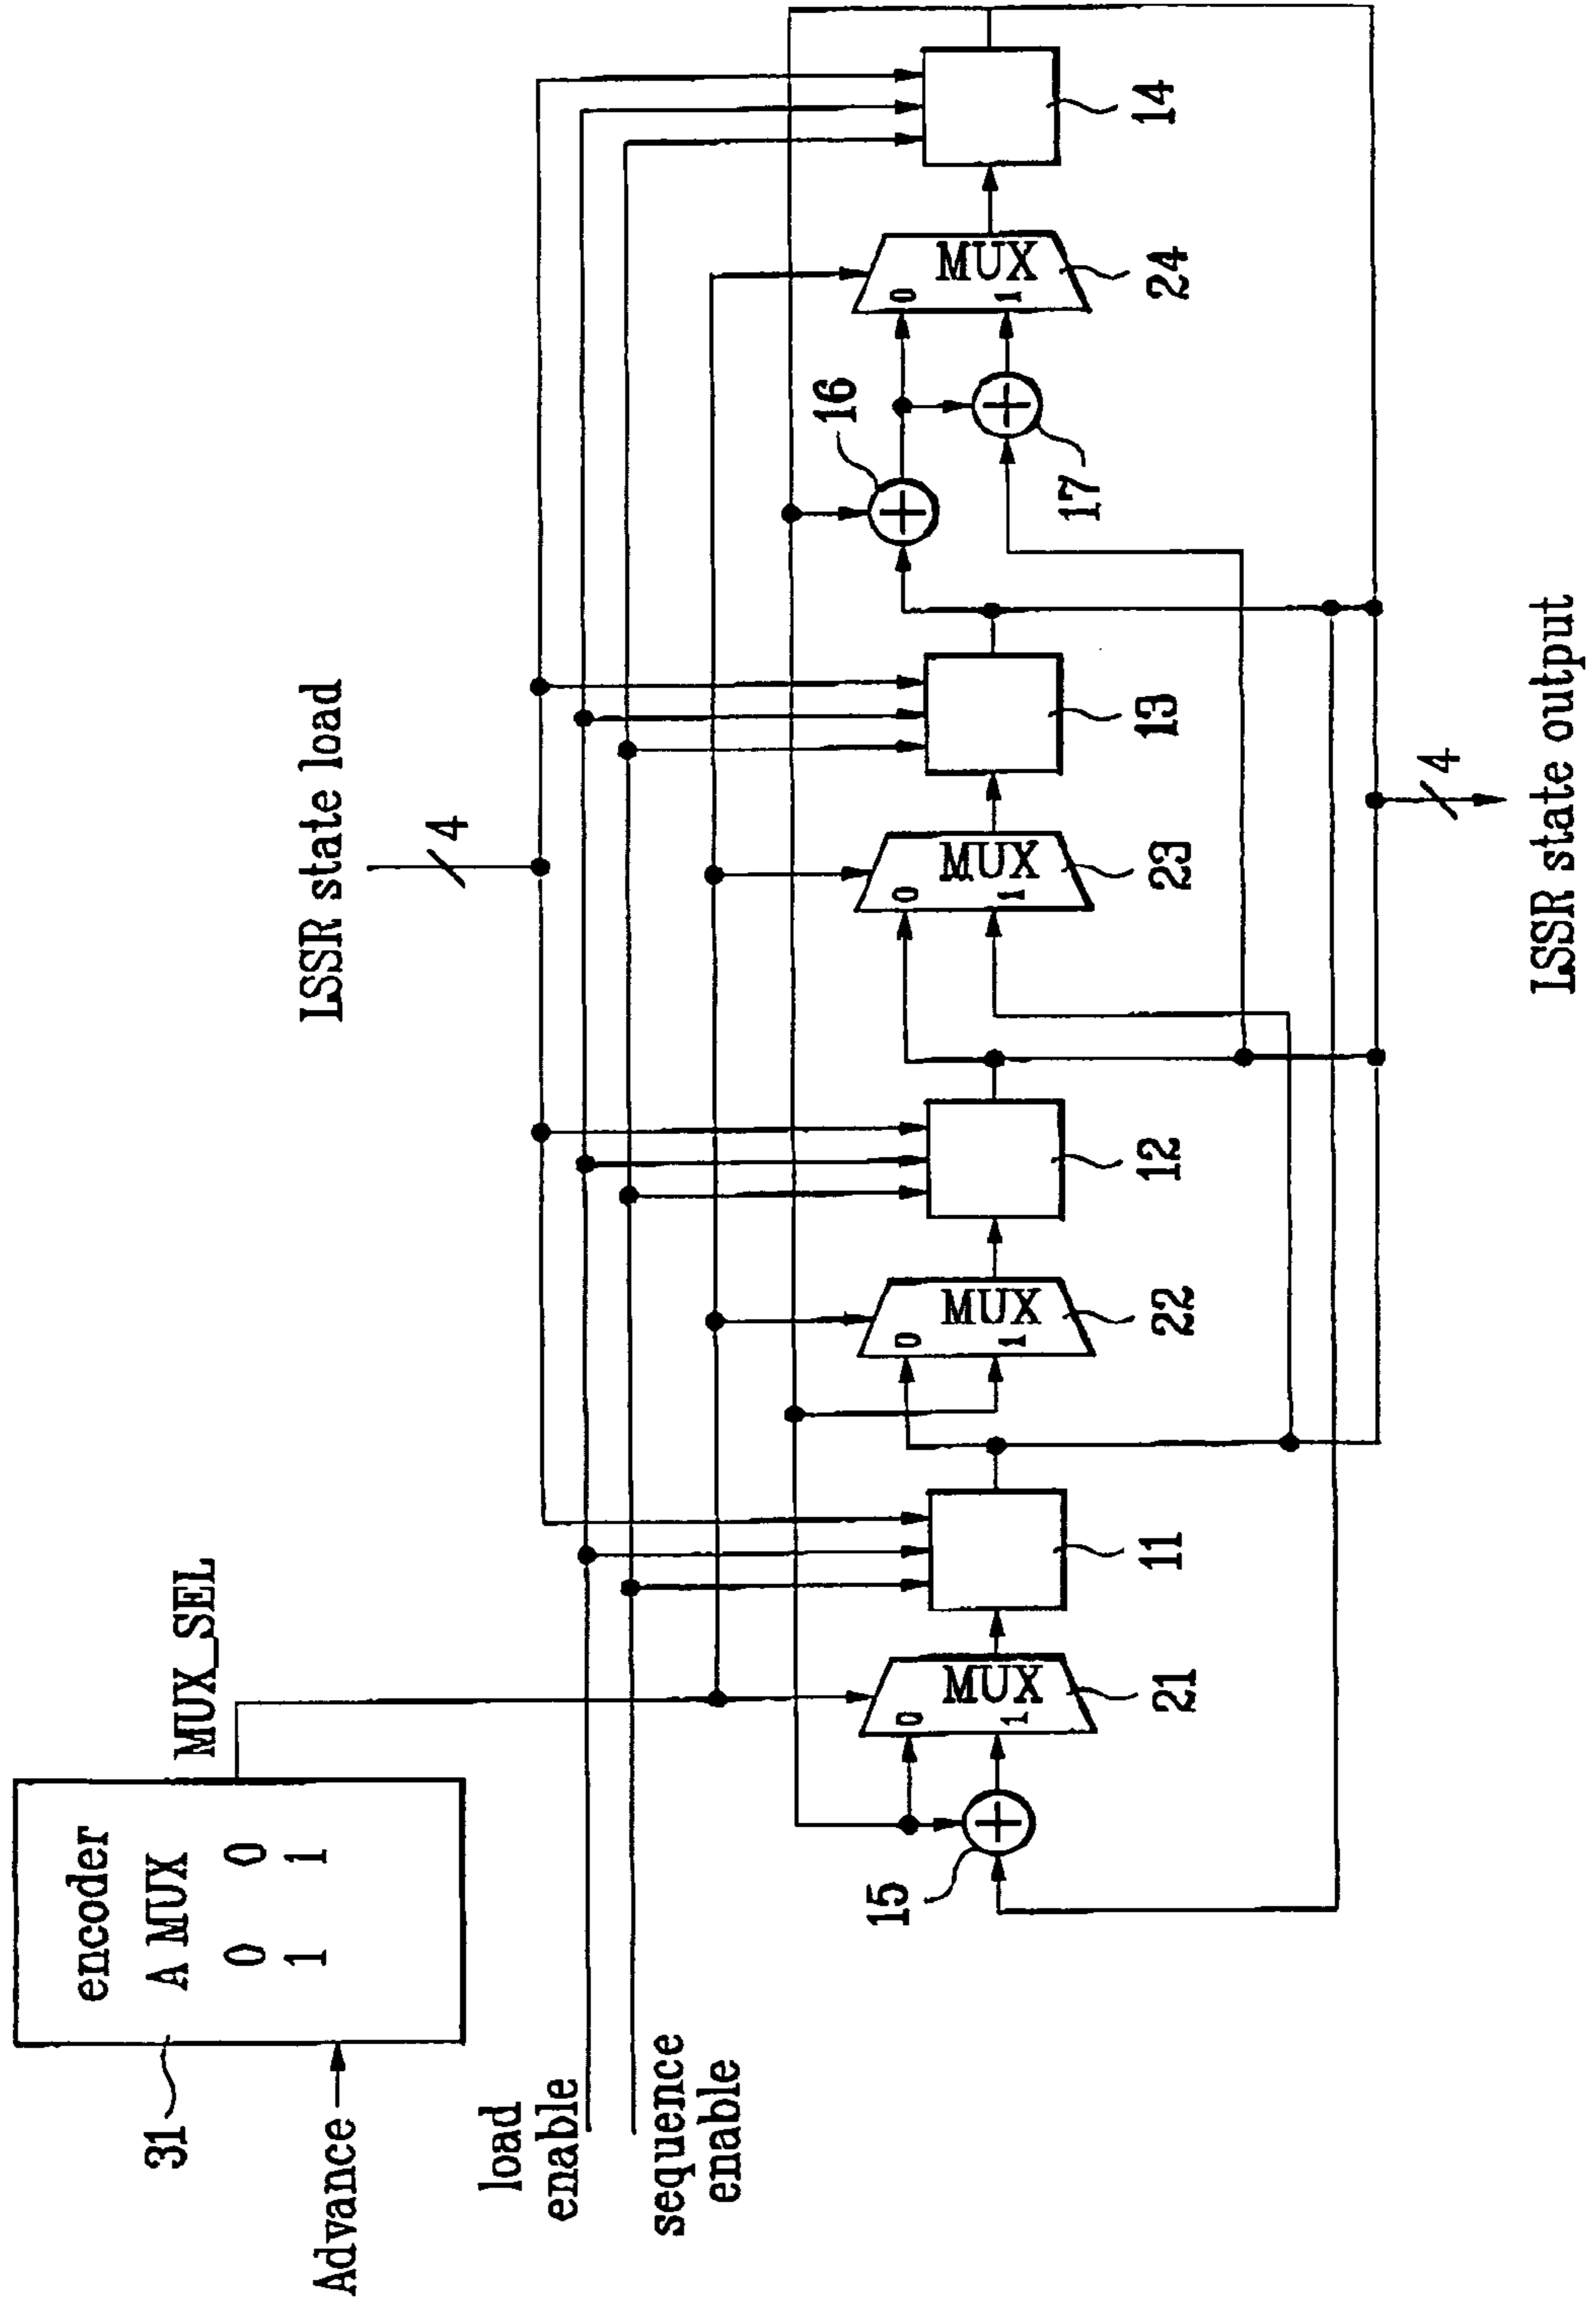 encoder
A MUX
0 0
1 1
31
Advance
MUX_SEL
LSSR state load
4
load
enable
sequence
enable
15
0
1
MUX
21
11
0
1
MUX
22
12
0
1
MUX
23
13
16
17
0
1
MUX
24
14
4
LSSR state output